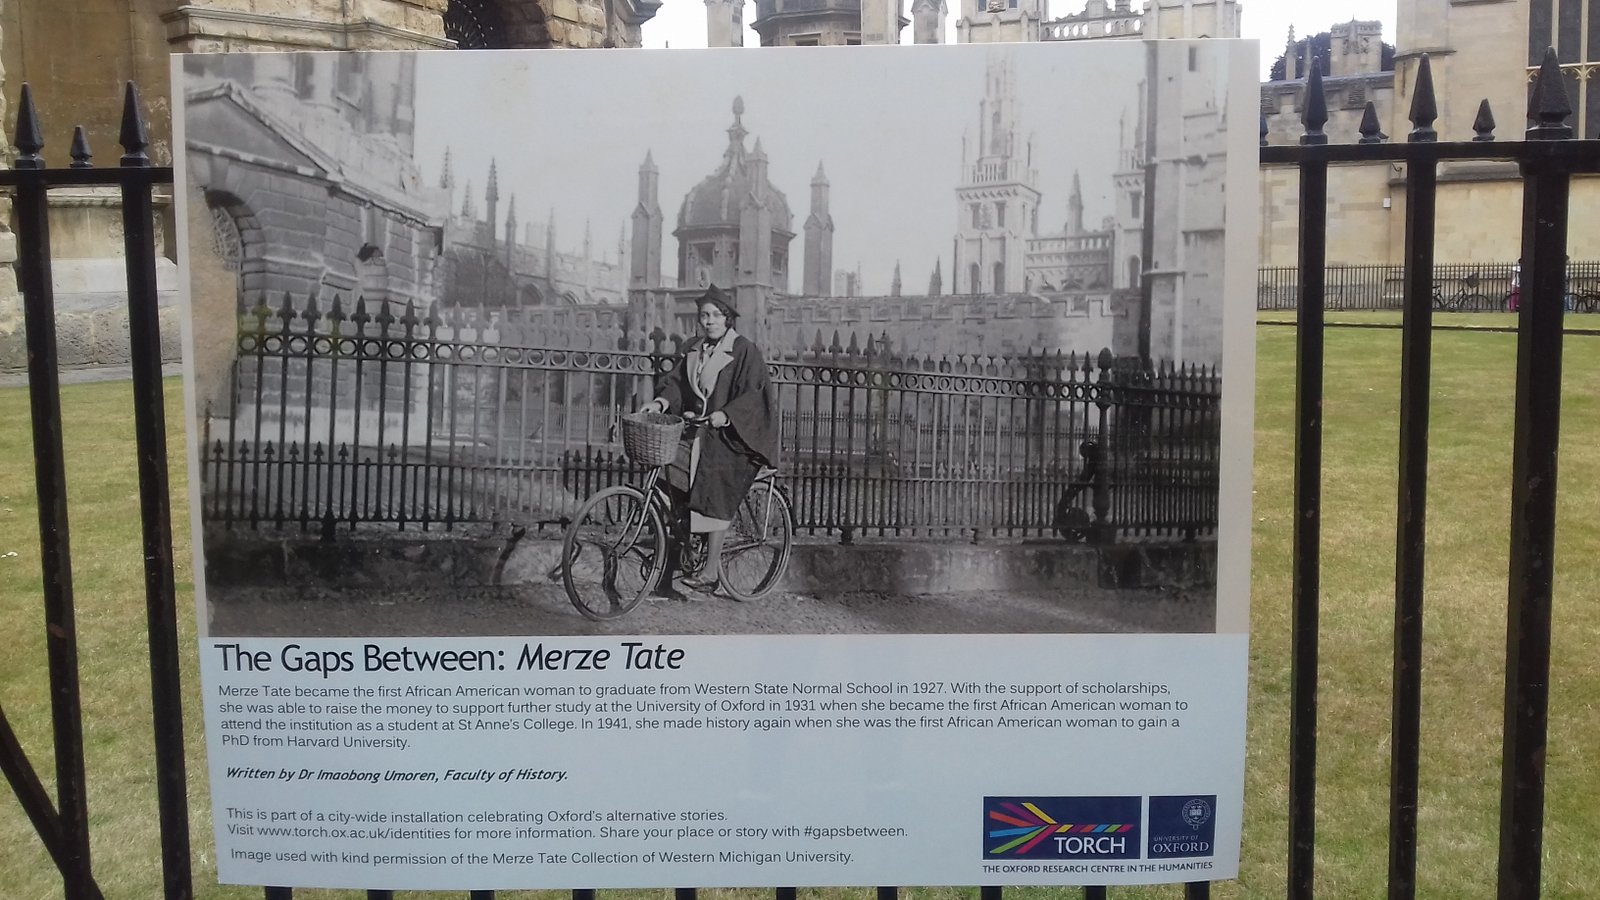 The Gaps Between: Merze Tate
Merze Tate became the first African American woman to graduate from Western State Normal School in 1927. With the support of scholarships,
she was able to raise the money to support further study at the University of Oxford in 1931 when she became the first African American woman to
attend the institution as a student at St Anne's College. In 1941, she made history again when she was the first African American woman to gain a
PhD from Harvard University.
Written by Dr Imaobong Umoren, Faculty of History.
This is part of a city-wide installation celebrating Oxford's alternative stories.
Visit www.torch.ox.ac.uk/identities for more information. Share your place or story with #gapsbetween.
Image used with kind permission of the Merze Tate Collection of Western Michigan University.
TORCH
UNIVERSITY OF
OXFORD
THE OXFORD RESEARCH CENTRE IN THE HUMANITIES